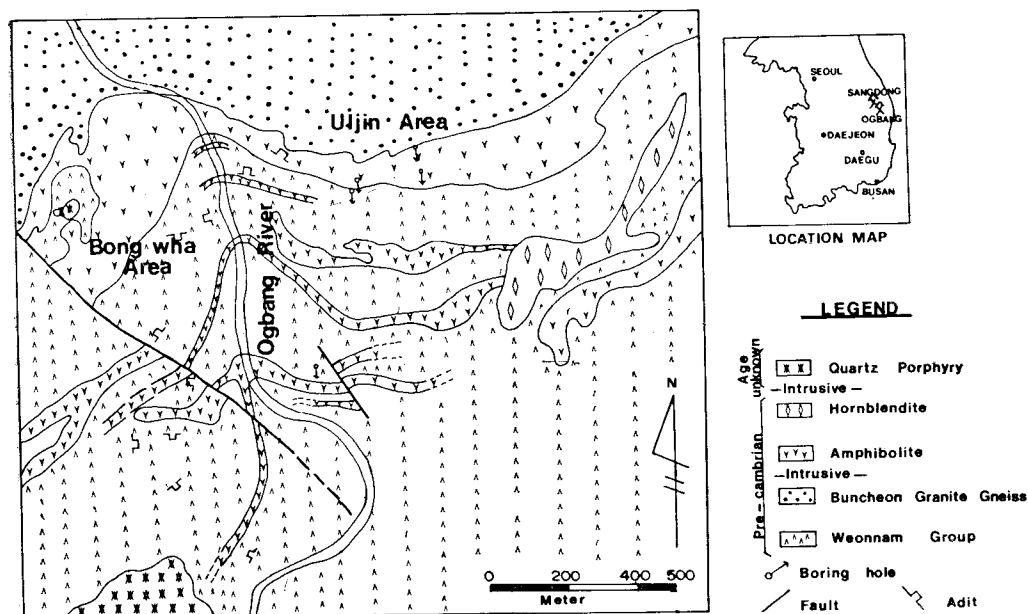 Uljin Area
Bong wha
Area
Ogbang River
N
0 200 400 500
Meter
SEOUL
SANGDONG
OGBANG
DAEJEON
DAEGU
BUSAN
LOCATION MAP
LEGEND
Age
unknown
Quartz Porphyry
—Intrusive—
Pre-cambrian
Hornblendite
Amphibolite
—Intrusive—
Buncheon Granite Gneiss
Weonnam Group
Boring hole
Fault
Adit